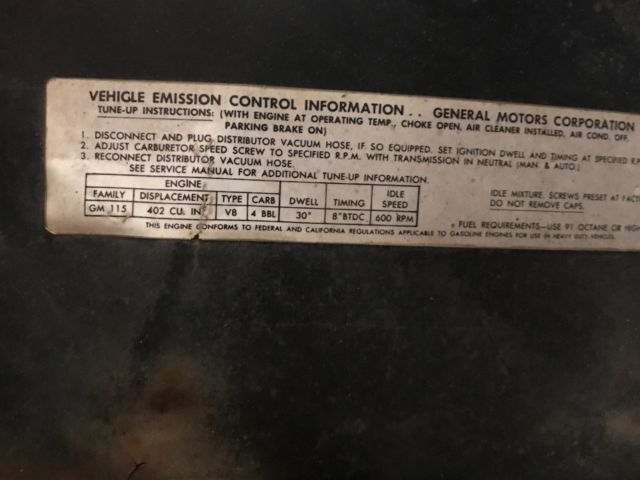 VEHICLE EMISSION CONTROL INFORMATION . . GENERAL MOTORS CORPORATION
TUNE-UP INSTRUCTIONS: (WITH ENGINE AT OPERATING TEMP., CHOKE OPEN, AIR CLEANER INSTALLED, AIR COND. OFF.
PARKING BRAKE ON)
1. DISCONNECT AND PLUG DISTRIBUTOR VACUUM HOSE, IF SO EQUIPPED. SET IGNITION DWELL AND TIMING AT SPECIFIED R.P.
2. ADJUST CARBURETOR SPEED SCREW TO SPECIFIED R.P.M. WITH TRANSMISSION IN NEUTRAL (MAN. & AUTO.)
3. RECONNECT DISTRIBUTOR VACUUM HOSE.
SEE SERVICE MANUAL FOR ADDITIONAL TUNE-UP INFORMATION.
ENGINE
FAMILY DISPLACEMENT TYPE CARB DWELL TIMING IDLE SPEED
GM 115 402 CU. IN. V8 4 BBL 30° 8°BTDC 600 RPM
IDLE MIXTURE SCREWS PRESET AT FACT
DO NOT REMOVE CAPS.
FUEL REQUIREMENTS—USE 91 OCTANE OR HIGH
THIS ENGINE CONFORMS TO FEDERAL AND CALIFORNIA REGULATIONS APPLICABLE TO GASOLINE ENGINES FOR USE IN HEAVY DUTY VEHICLES.